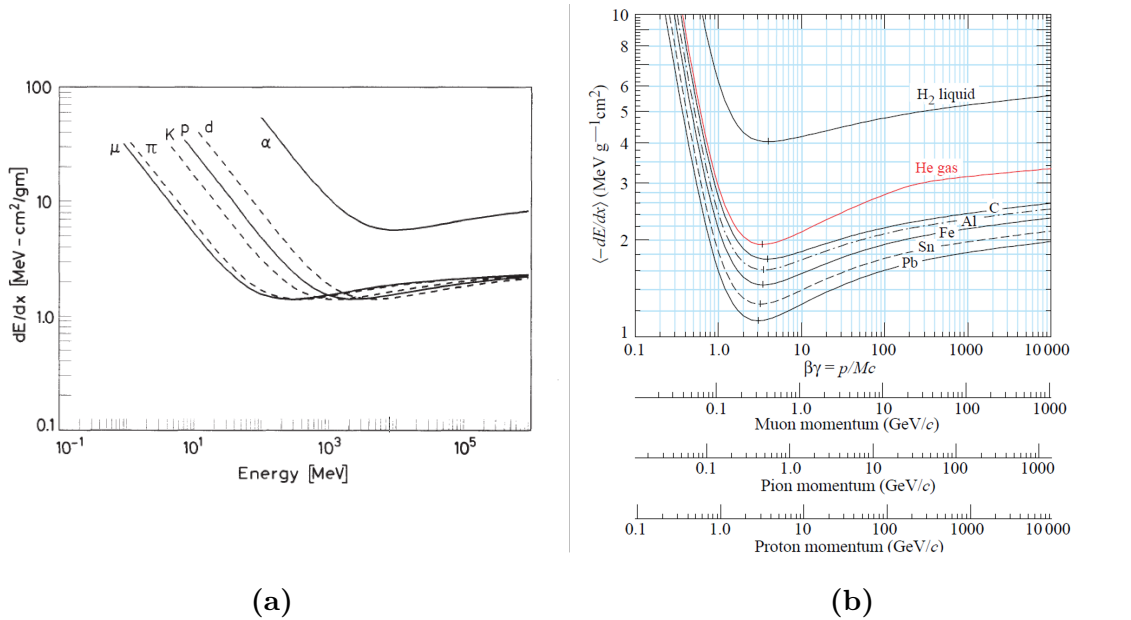 100
10
1.0
0.1
dE/dx [MeV – cm²/gm]
μ
π
K
p
d
α
10⁻¹
10¹
10³
10⁵
Energy [MeV]
(a)
10
8
6
5
4
3
2
1
⟨–dE/dx⟩ (MeV g—1cm2)
H₂ liquid
He gas
C
Al
Fe
Sn
Pb
0.1 1.0 10 100 1000 10 000
βγ = p/Mc
0.1 1.0 10 100 1000
Muon momentum (GeV/c)
0.1 1.0 10 100 1000
Pion momentum (GeV/c)
0.1 1.0 10 100 1000 10 000
Proton momentum (GeV/c)
(b)